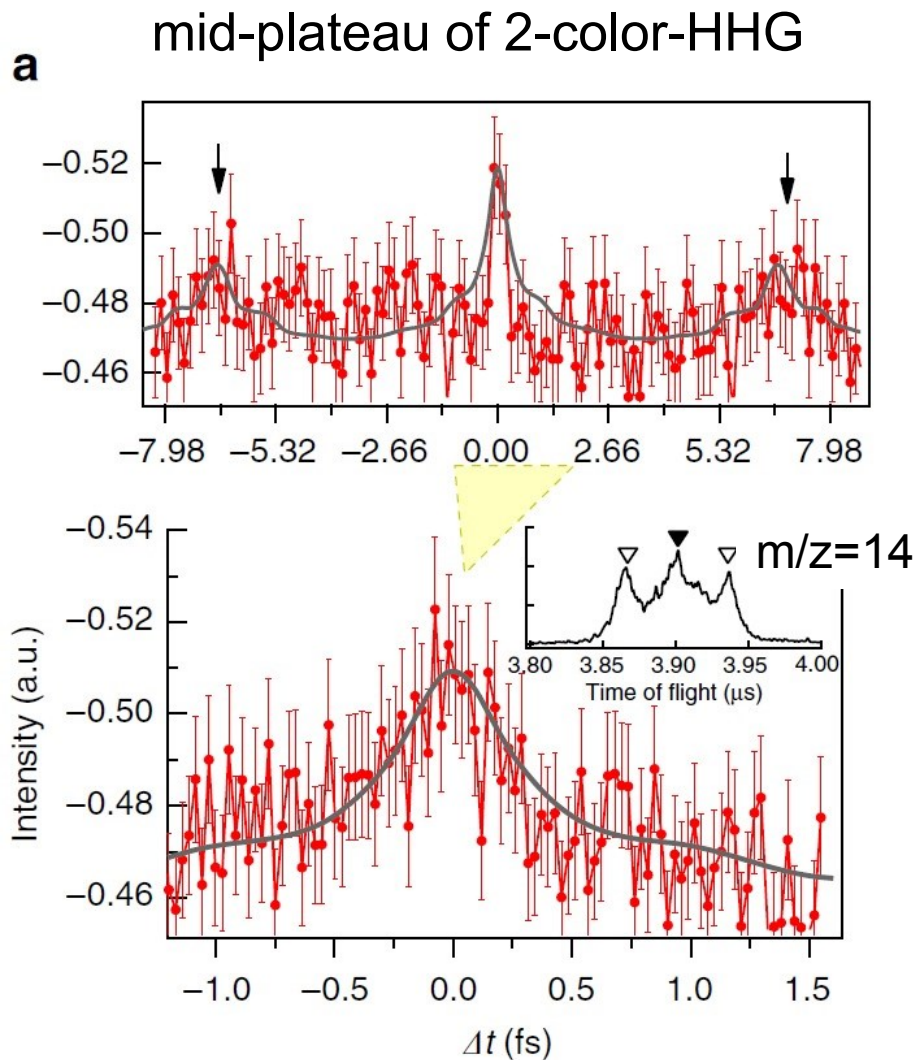 mid-plateau of 2-color-HHG
a
−0.52
−0.50
−0.48
−0.46
−7.98 −5.32 −2.66 0.00 2.66 5.32 7.98
−0.54
−0.52
−0.50
−0.48
−0.46
Intensity (a.u.)
m/z=14
3.80 3.85 3.90 3.95 4.00
Time of flight (μs)
−1.0 −0.5 0.0 0.5 1.0 1.5
Δt (fs)